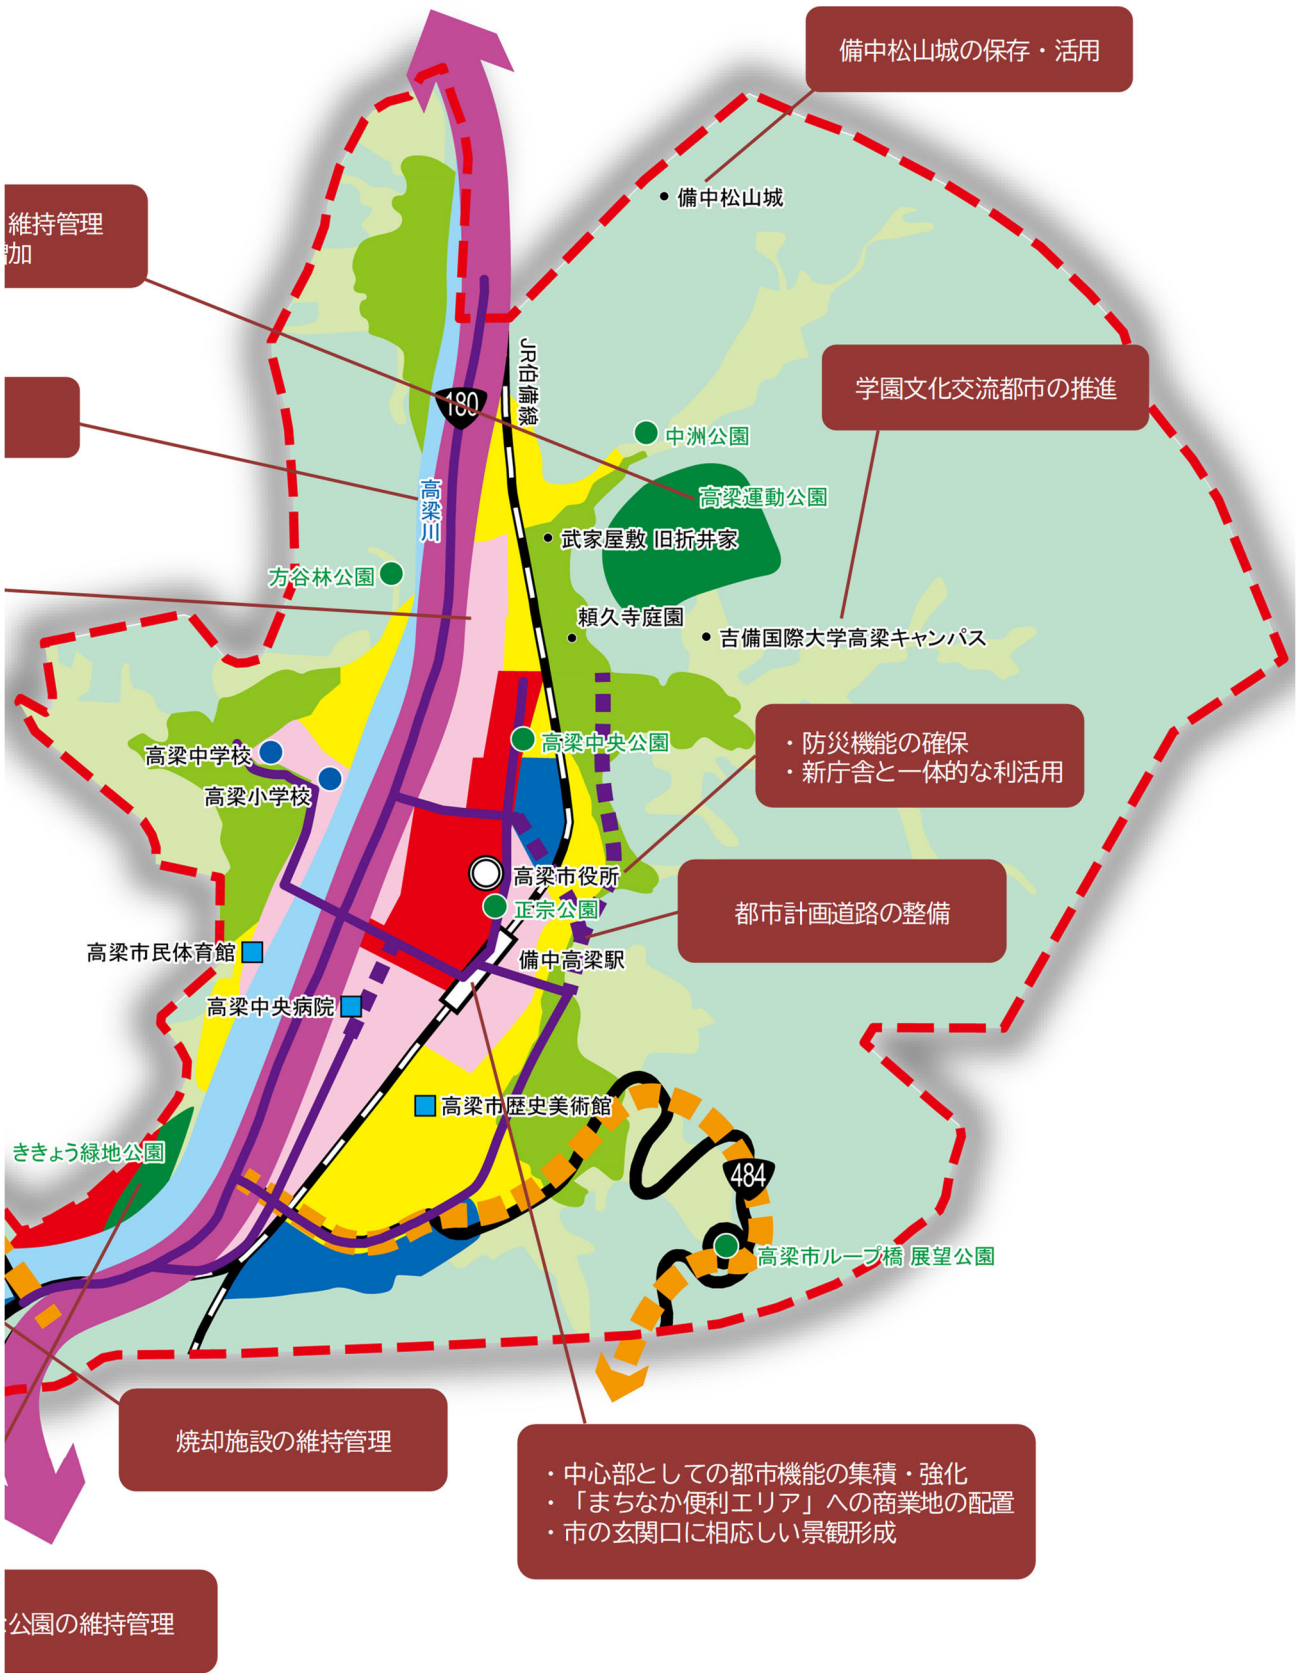 備中松山城の保存・活用
備中松山城
維持管理
増加
JR伯備線
学園文化交流都市の推進
180
中洲公園
高梁川
高梁運動公園
武家屋敷 旧折井家
方谷林公園
頼久寺庭園
吉備国際大学高梁キャンパス
高梁中学校
高梁中央公園
・防災機能の確保
・新庁舎と一体的な利活用
高梁小学校
高梁市役所
正宗公園
都市計画道路の整備
高梁市民体育館
備中高梁駅
高梁中央病院
高梁市歴史美術館
ききょう緑地公園
484
高梁市ループ橋 展望公園
焼却施設の維持管理
・中心部としての都市機能の集積・強化
・「まちなか便利エリア」への商業地の配置
・市の玄関口に相応しい景観形成
公園の維持管理